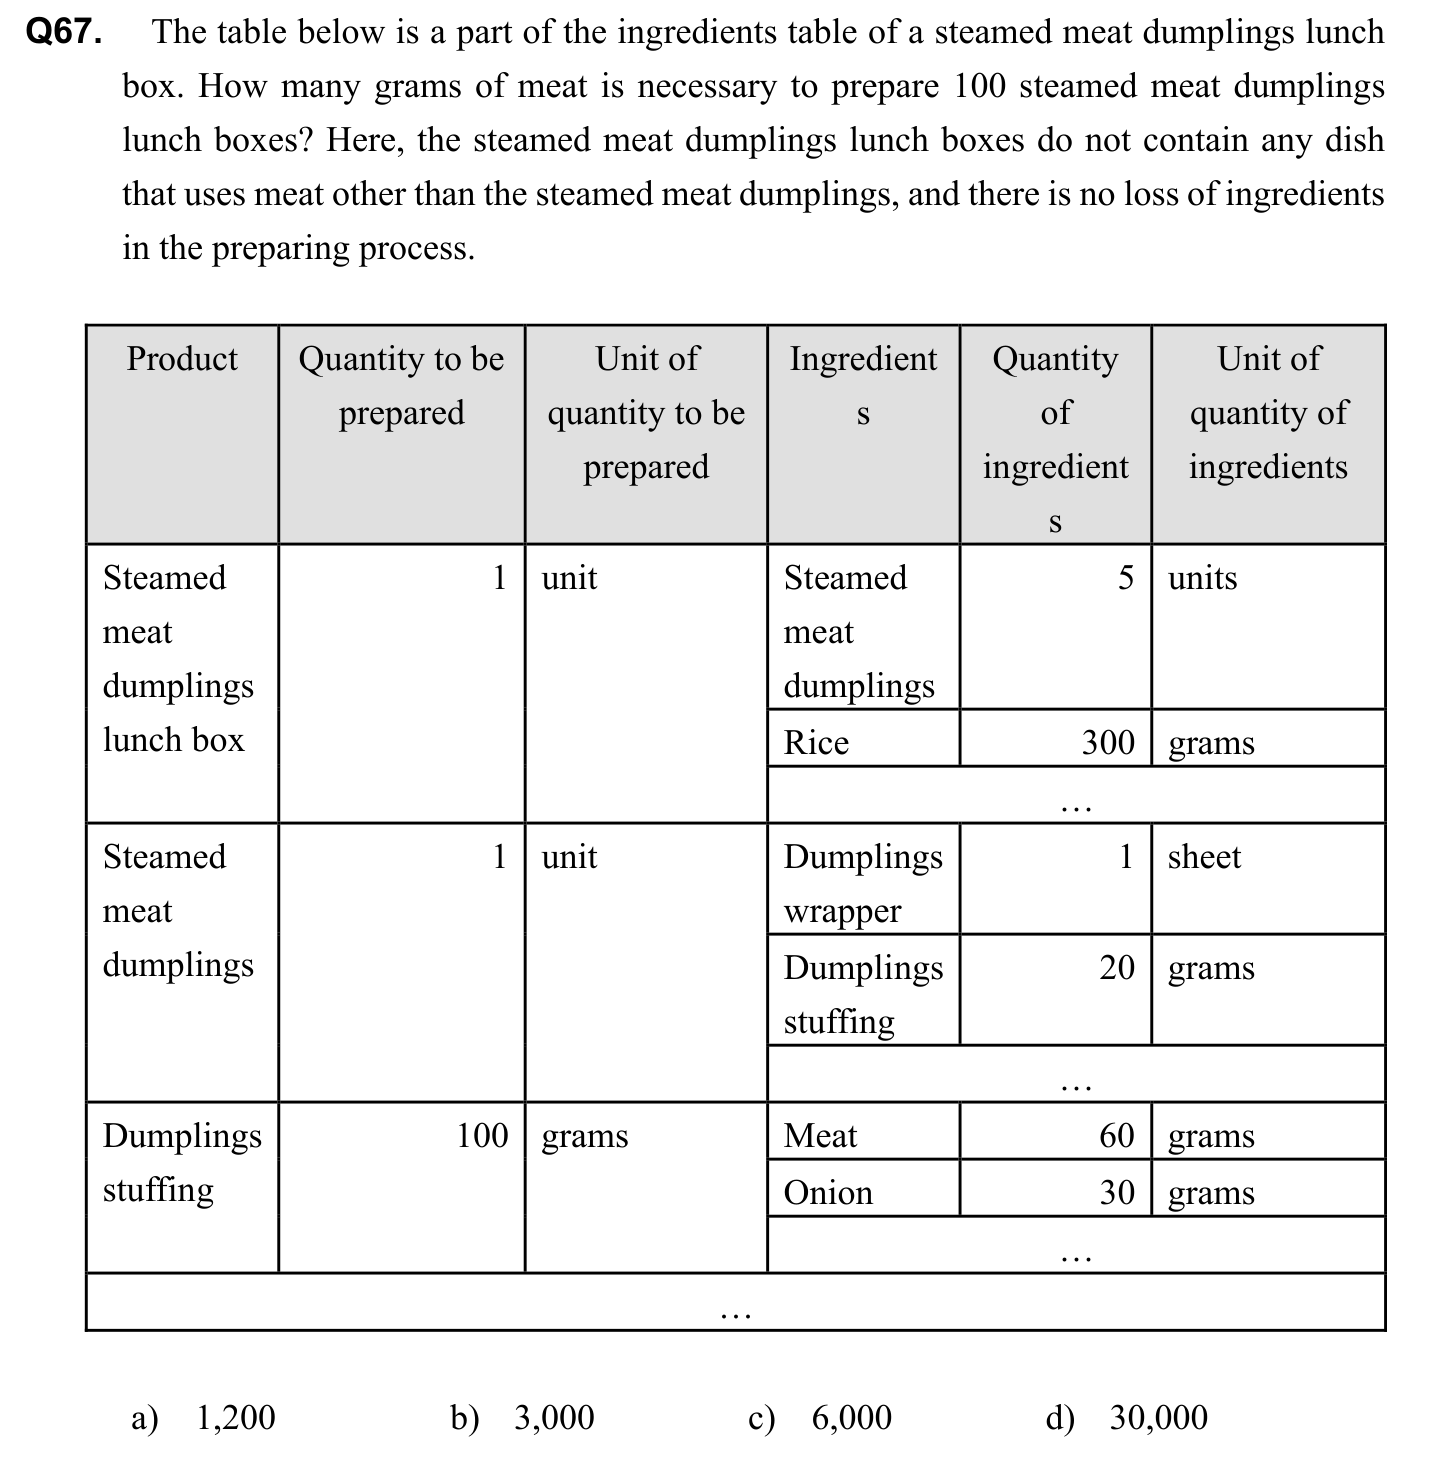 Q67. The table below is a part of the ingredients table of a steamed meat dumplings lunch
box. How many grams of meat is necessary to prepare 100 steamed meat dumplings
lunch boxes? Here, the steamed meat dumplings lunch boxes do not contain any dish
that uses meat other than the steamed meat dumplings, and there is no loss of ingredients
in the preparing process.
Product
Quantity to be
prepared
Unit of
quantity to be
prepared
Ingredient
s
Quantity
of
ingredient
s
Unit of
quantity of
ingredients
Steamed
meat
dumplings
lunch box
1
unit
Steamed
meat
dumplings
5
units
Rice
300
grams
…
Steamed
meat
dumplings
1
unit
Dumplings
wrapper
1
sheet
Dumplings
stuffing
20
grams
…
Dumplings
stuffing
100
grams
Meat
60
grams
Onion
30
grams
…
…
a) 1,200 b) 3,000 c) 6,000 d) 30,000